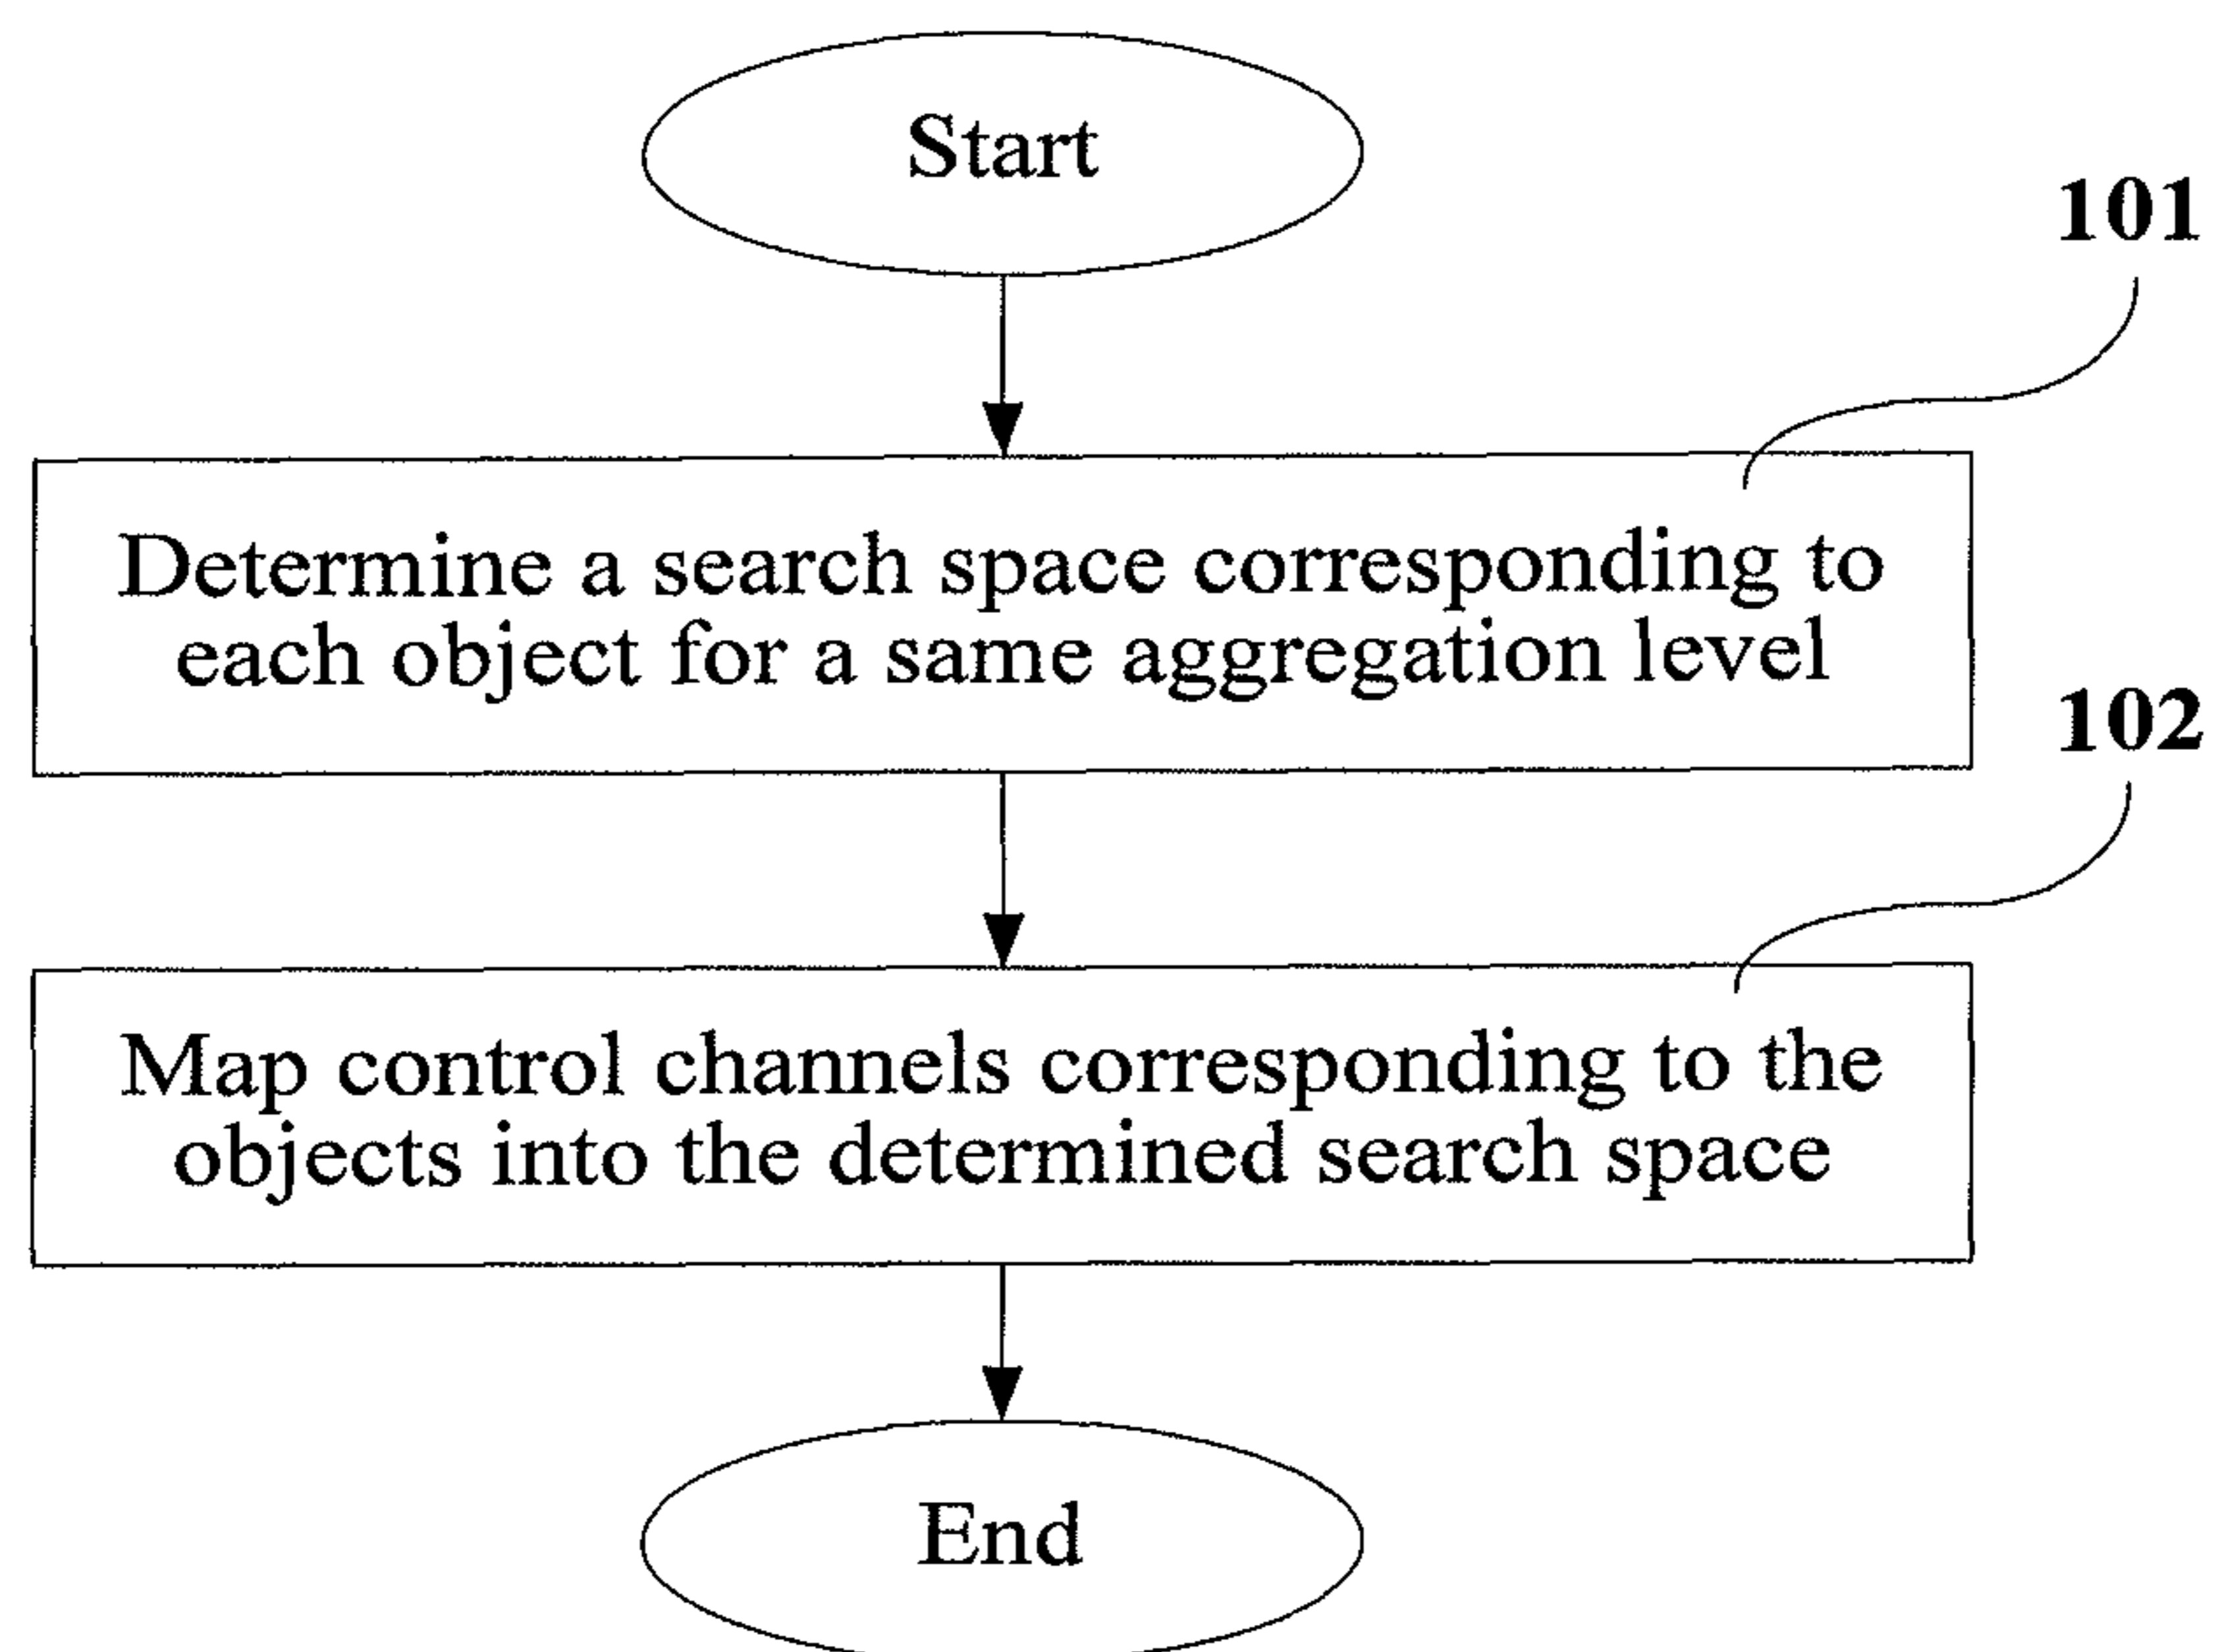 Start
101
Determine a search space corresponding to
each object for a same aggregation level
102
Map control channels corresponding to the
objects into the determined search space
End